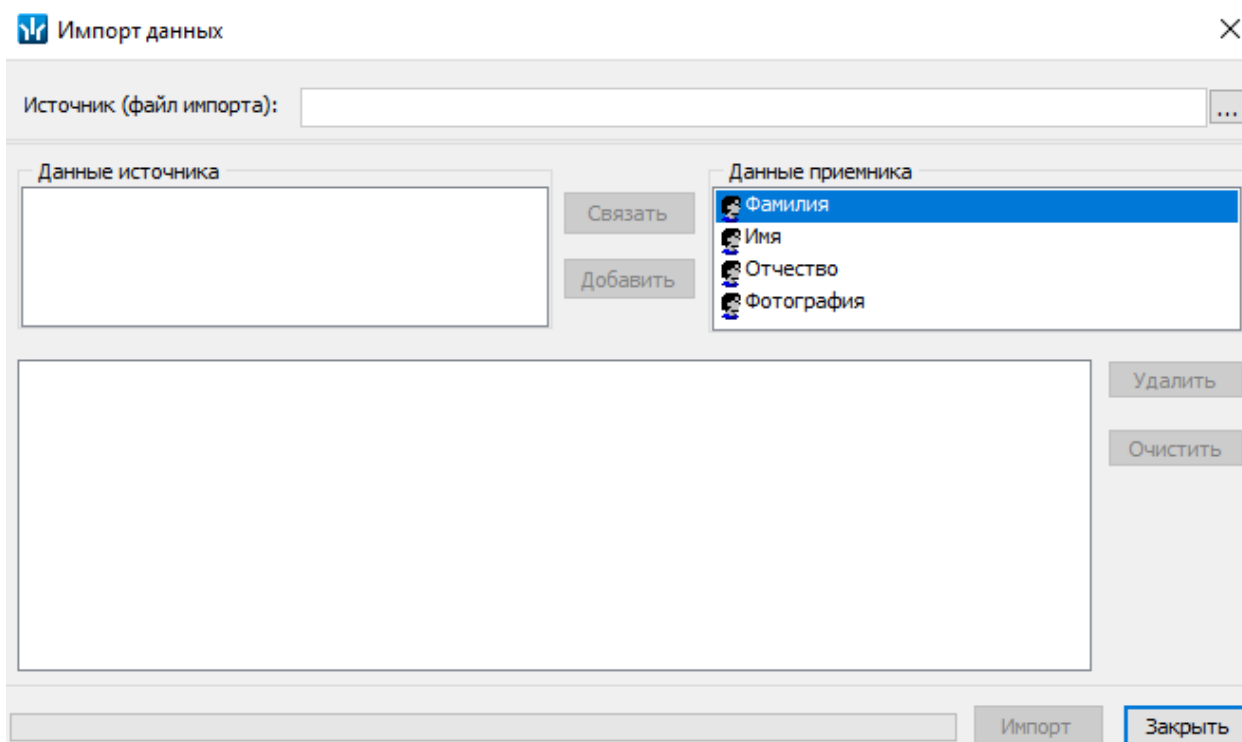 Импорт данных
Источник (файл импорта):
...
Данные источника
Данные приемника
Связать
Добавить
Фамилия
Имя
Отчество
Фотография
Удалить
Очистить
Импорт
Закрыть